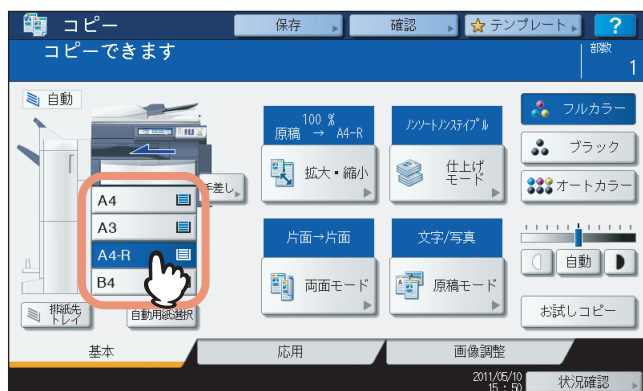 コピー
保存
確認
テンプレート
?
コピーできます
部数
1
自動
100 %
原稿 → A4-R
ﾉﾝｿｰﾄﾉﾝｽﾃｲﾌﾟﾙ
フルカラー
拡大・縮小
仕上げ
モード
ブラック
手差し
オートカラー
A4
A3
A4-R
B4
片面→片面
文字/写真
両面モード
原稿モード
自動
排紙先
トレイ
自動用紙選択
お試しコピー
基本
応用
画像調整
2011/05/10
15 : 50
状況確認